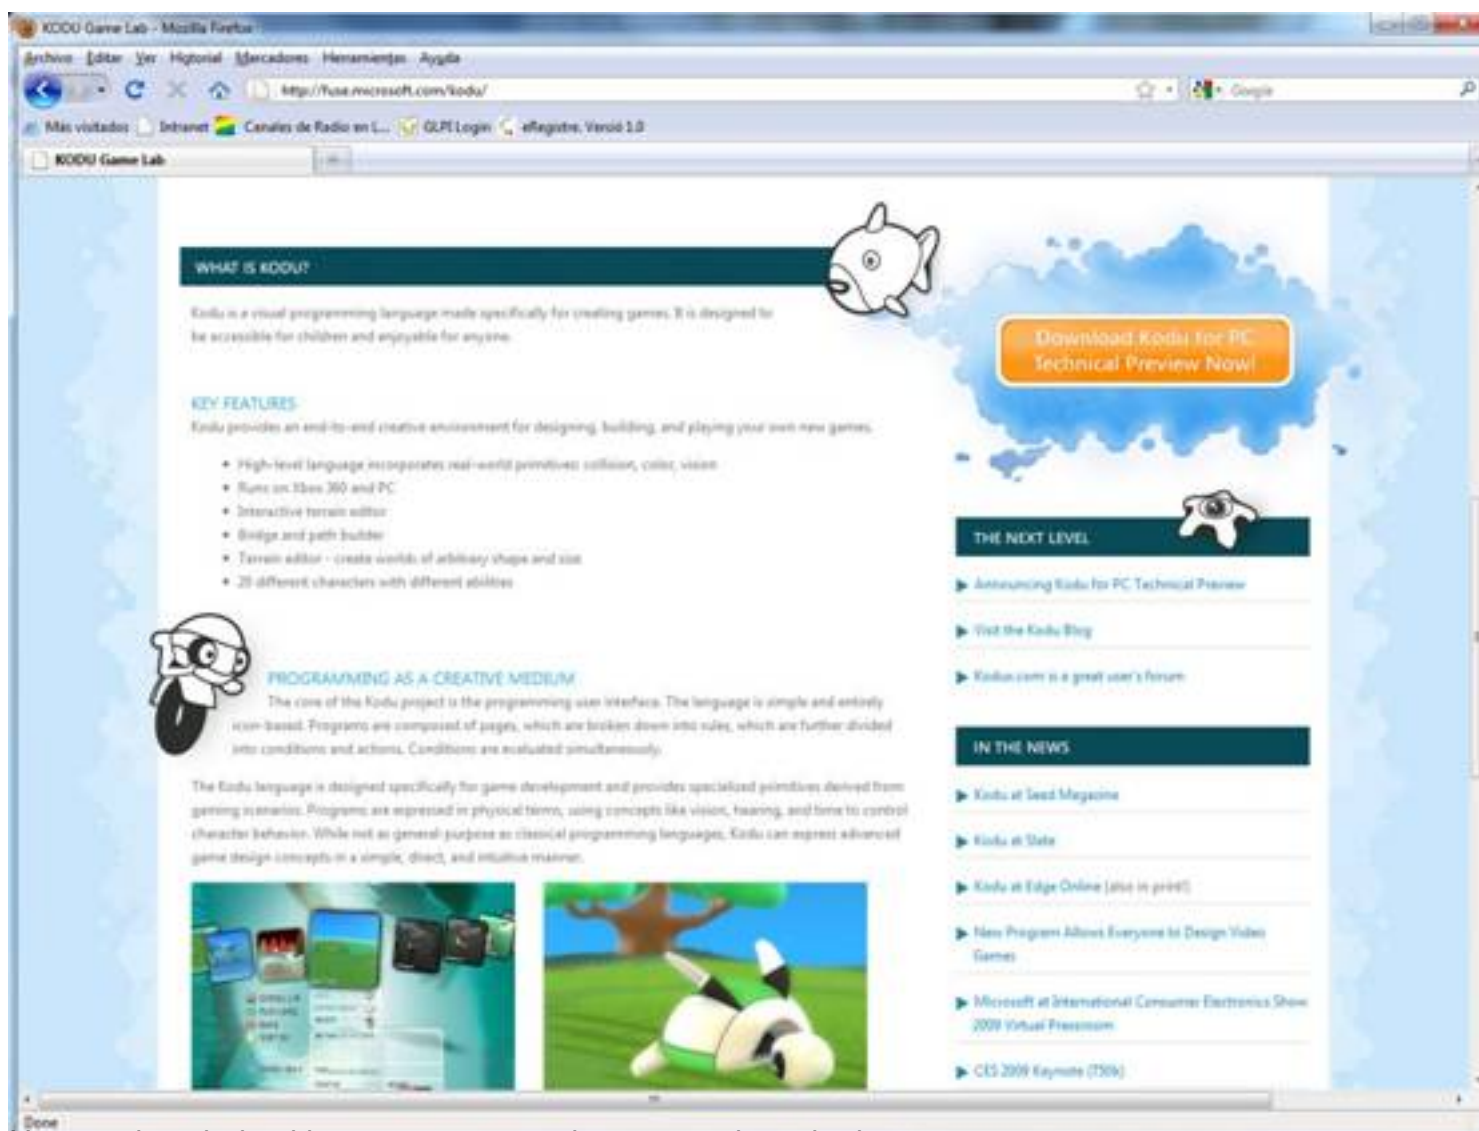 KODU Game Lab - Mozilla Firefox
Archivo Editar Ver Historial Marcadores Herramientas Ayuda
http://fuse.microsoft.com/kodu/
Google
Más visitados Intranet Canales de Radio en L... GLPI Login eRegistre. Versió 1.0
KODU Game Lab
WHAT IS KODU?
Kodu is a visual programming language made specifically for creating games. It is designed to
be accessible for children and enjoyable for anyone.
KEY FEATURES
Kodu provides an end-to-end creative environment for designing, building, and playing your own new games.
• High-level language incorporates real-world primitives: collision, color, vision
• Runs on Xbox 360 and PC
• Interactive terrain editor
• Bridge and path builder
• Terrain editor - create worlds of arbitrary shape and size
• 20 different characters with different abilities
PROGRAMMING AS A CREATIVE MEDIUM
The core of the Kodu project is the programming user interface. The language is simple and entirely
icon-based. Programs are composed of pages, which are broken down into rules, which are further divided
into conditions and actions. Conditions are evaluated simultaneously.
The Kodu language is designed specifically for game development and provides specialized primitives derived from
gaming scenarios. Programs are expressed in physical terms, using concepts like vision, hearing, and time to control
character behavior. While not as general-purpose as classical programming languages, Kodu can express advanced
game design concepts in a simple, direct, and intuitive manner.
Download Kodu for PC
Technical Preview Now!
THE NEXT LEVEL
Announcing Kodu for PC Technical Preview
Visit the Kodu Blog
Kodus.com is a great user's forum
IN THE NEWS
Kodu at Seed Magazine
Kodu at Slate
Kodu at Edge Online (also in print!)
New Program Allows Everyone to Design Video
Games
Microsoft at International Consumer Electronics Show
2009 Virtual Pressroom
CES 2009 Keynote (750k)
Done